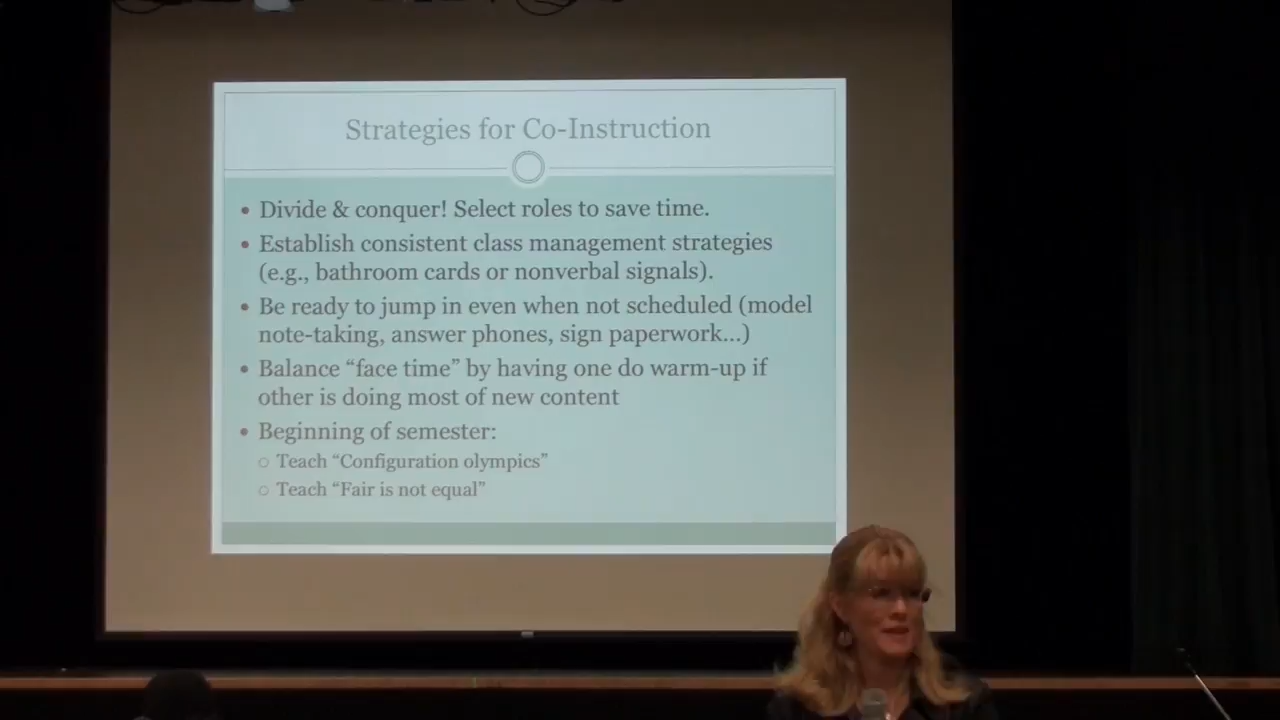 Strategies for Co-Instruction
• Divide & conquer! Select roles to save time.
• Establish consistent class management strategies
(e.g., bathroom cards or nonverbal signals).
• Be ready to jump in even when not scheduled (model
note-taking, answer phones, sign paperwork...)
• Balance “face time” by having one do warm-up if
other is doing most of new content
• Beginning of semester:
○ Teach “Configuration olympics”
○ Teach “Fair is not equal”